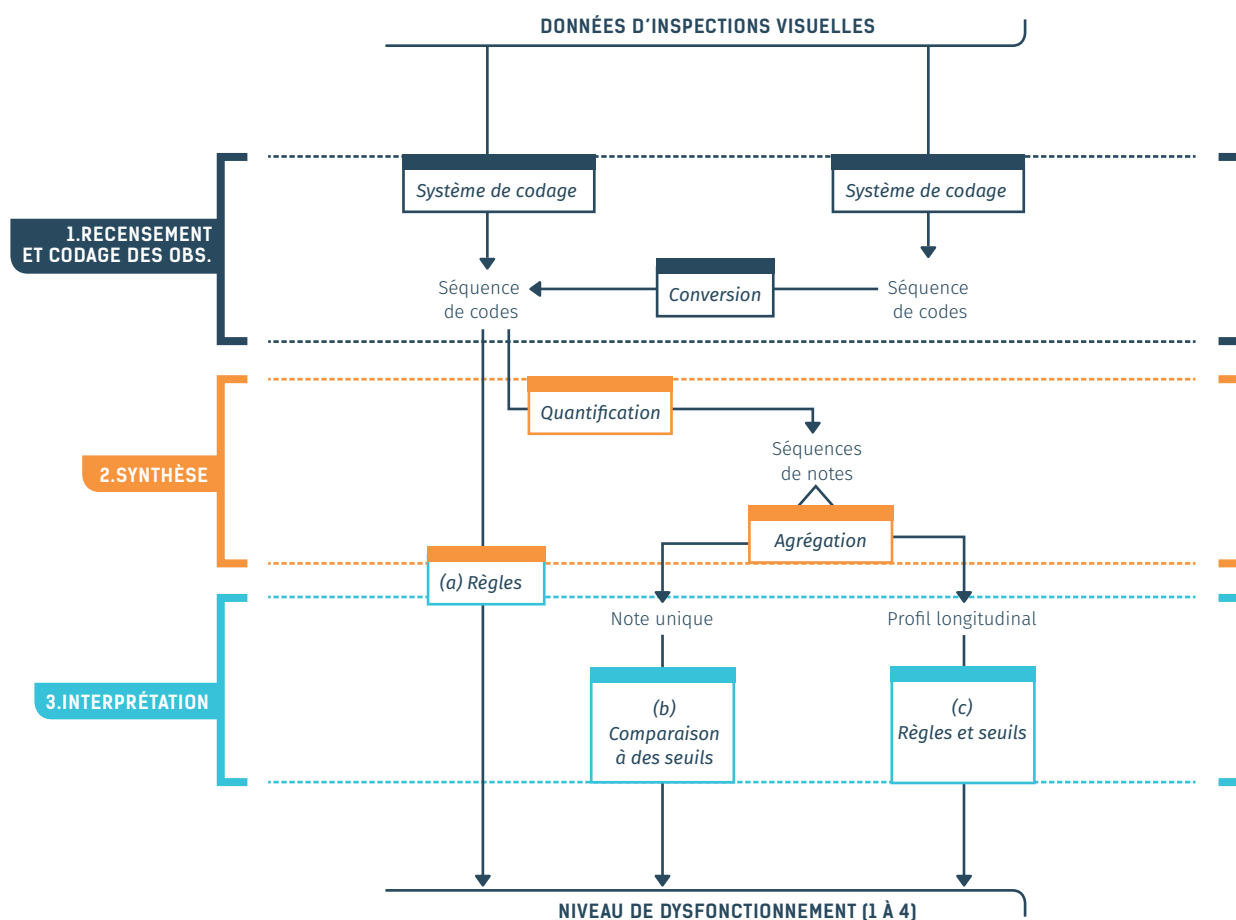 DONNÉES D'INSPECTIONS VISUELLES
Système de codage
Système de codage
1.RECENSEMENT
ET CODAGE DES OBS.
Séquence
de codes
Conversion
Séquence
de codes
Quantification
Séquences
de notes
2.SYNTHÈSE
Agrégation
(a) Règles
Note unique
Profil longitudinal
3.INTERPRÉTATION
(b)
Comparaison
à des seuils
(c)
Règles et seuils
NIVEAU DE DYSFONCTIONNEMENT (1 À 4)